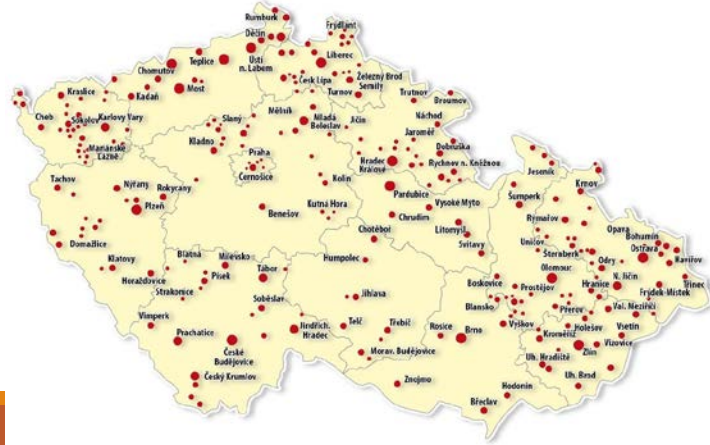 Rumburk
Děčín
Frýdlant
Teplice
Ústí
n. Labem
Liberec
Chomutov
Most
Česk Lípa
Železný Brod
Semily
Turnov
Kraslice
Kadaň
Trutnov
Broumov
Cheb
Sokolov
Karlovy Vary
Mělník
Mladá
Boleslav
Jičín
Náchod
Slaný
Jaroměř
Mariánské
Lázně
Kladno
Dobruška
Praha
Hradec
Králové
Rychnov n. Kněžnou
Černošice
Jeseník
Tachov
Nýřany
Rokycany
Kolín
Pardubice
Krnov
Plzeň
Kutná Hora
Vysoké Mýto
Šumperk
Benešov
Chrudim
Rýmařov
Chotěboř
Litomyšl
Opava
Bohumín
Domažlice
Svitavy
Uničov
Ostrava
Klatovy
Blatná
Milevsko
Humpolec
Šternberk
Odry
Karviná
Horažďovice
Písek
Tábor
Olomouc
Boskovice
Prostějov
Hranice
N. Jičín
Třinec
Strakonice
Jihlava
Frýdek-Místek
Soběslav
Blansko
Přerov
Val. Meziříčí
Vimperk
Telč
Třebíč
Rosice
Brno
Vyškov
Holešov
Vsetín
Prachatice
Jindřich.
Hradec
Kroměříž
Zlín
Vizovice
České
Budějovice
Morav. Budějovice
Uh. Hradiště
Český Krumlov
Znojmo
Uh. Brod
Hodonín
Břeclav